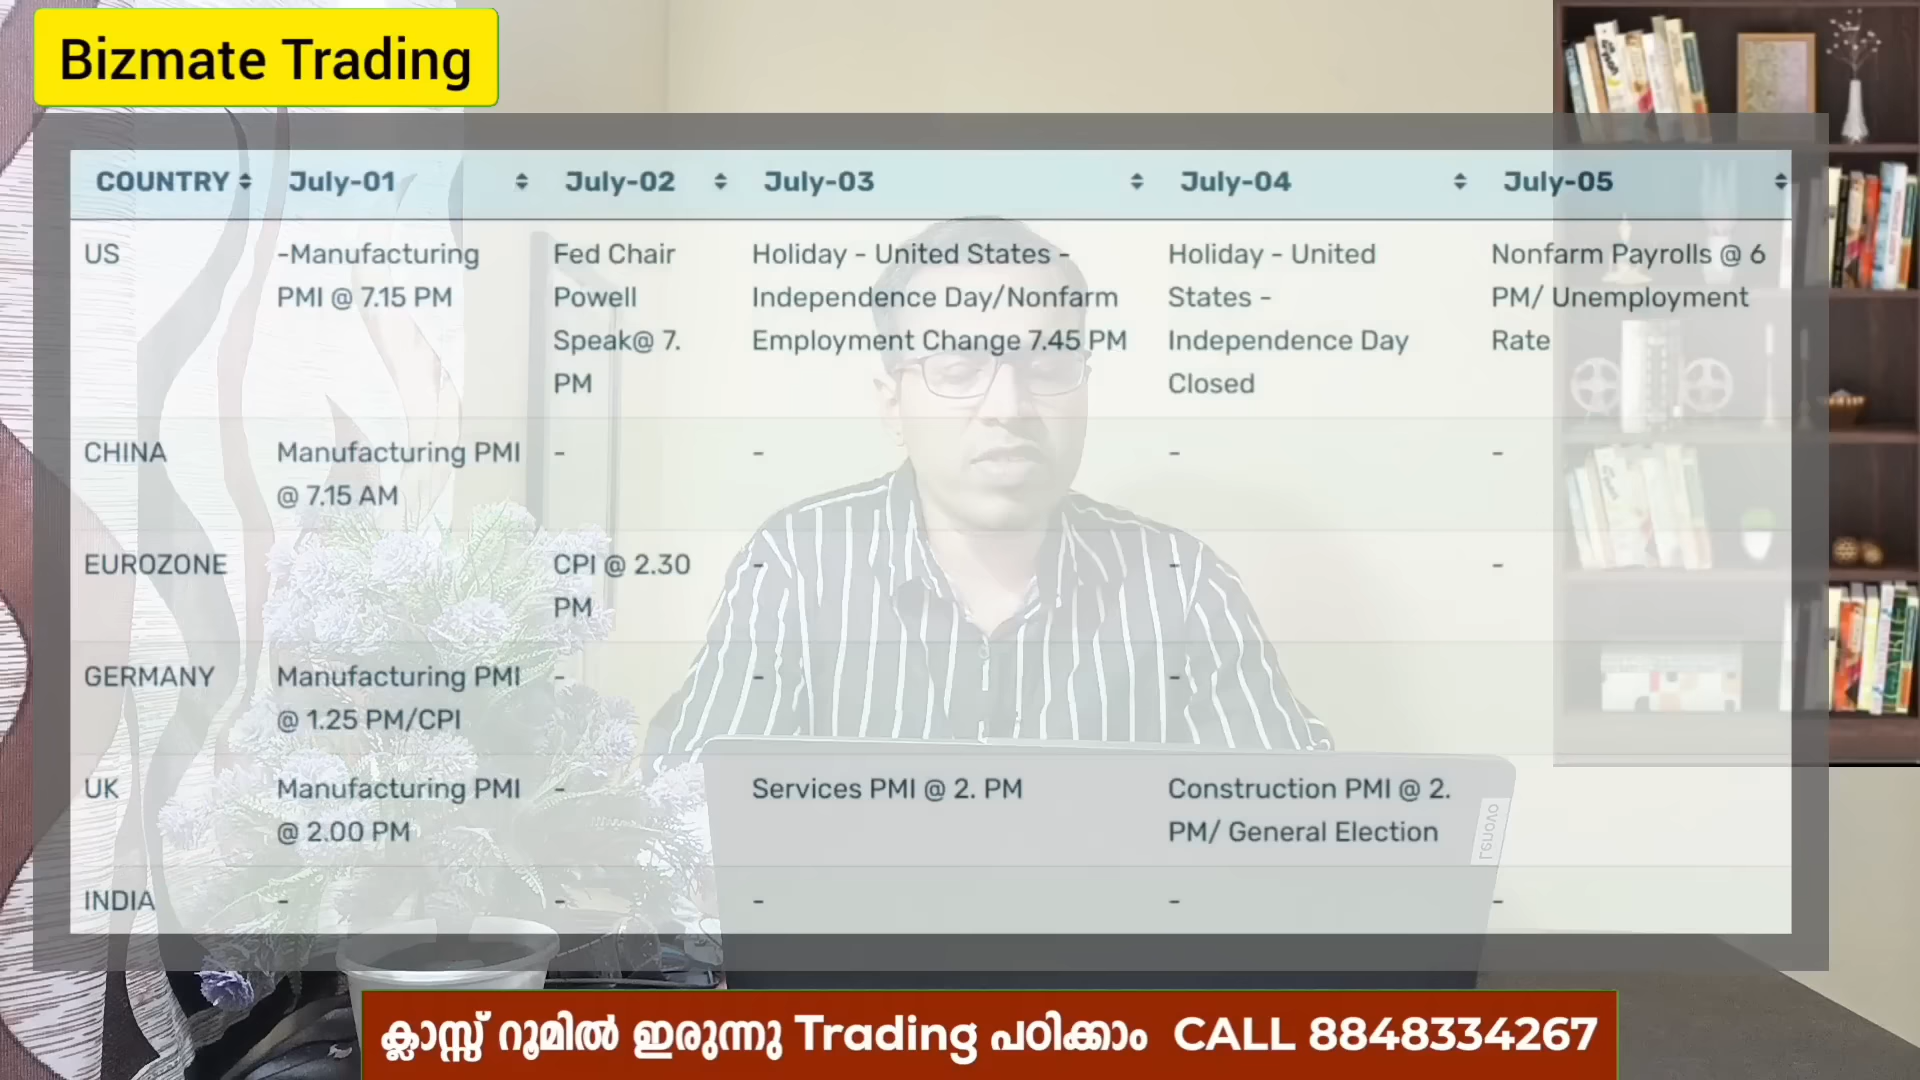 Bizmate Trading
COUNTRY July-01 July-02 July-03 July-04 July-05
US -Manufacturing Fed Chair Holiday - United States - Holiday - United Nonfarm Payrolls @ 6
PMI @ 7.15 PM Powell Independence Day/Nonfarm States - PM/ Unemployment
Speak@ 7. Employment Change 7.45 PM Independence Day Rate
PM Closed
CHINA Manufacturing PMI - - - -
@ 7.15 AM
EUROZONE CPI @ 2.30 - - -
PM
GERMANY Manufacturing PMI - - -
@ 1.25 PM/CPI
UK Manufacturing PMI - Services PMI @ 2. PM Construction PMI @ 2.
@ 2.00 PM PM/ General Election
INDIA - - - - -
Lenovo
ക്ലാസ്സ് റൂമിൽ ഇരുന്നു Trading പഠിക്കാം CALL 8848334267